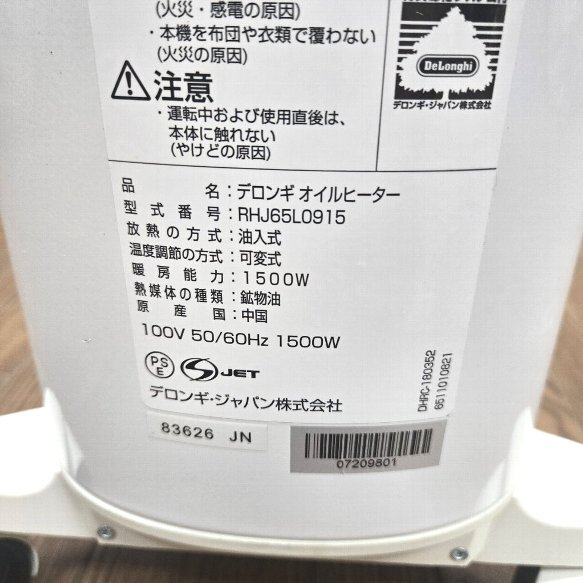 (火災・感電の原因)
・本機を布団や衣類で覆わない
(火災の原因)
DeLonghi
デロンギ・ジャパン株式会社
注意
・運転中および使用直後は、
本体に触れない
(やけどの原因)
品 名：デロンギ オイルヒーター
型式番号：RHJ65L0915
放熱の方式：油入式
温度調節の方式：可変式
暖房能力：1500W
熱媒体の種類：鉱物油
原産国：中国
100V 50/60Hz 1500W
PS
E
JET
デロンギ・ジャパン株式会社
DHRC-180352
6511010821
83626 JN
07209801